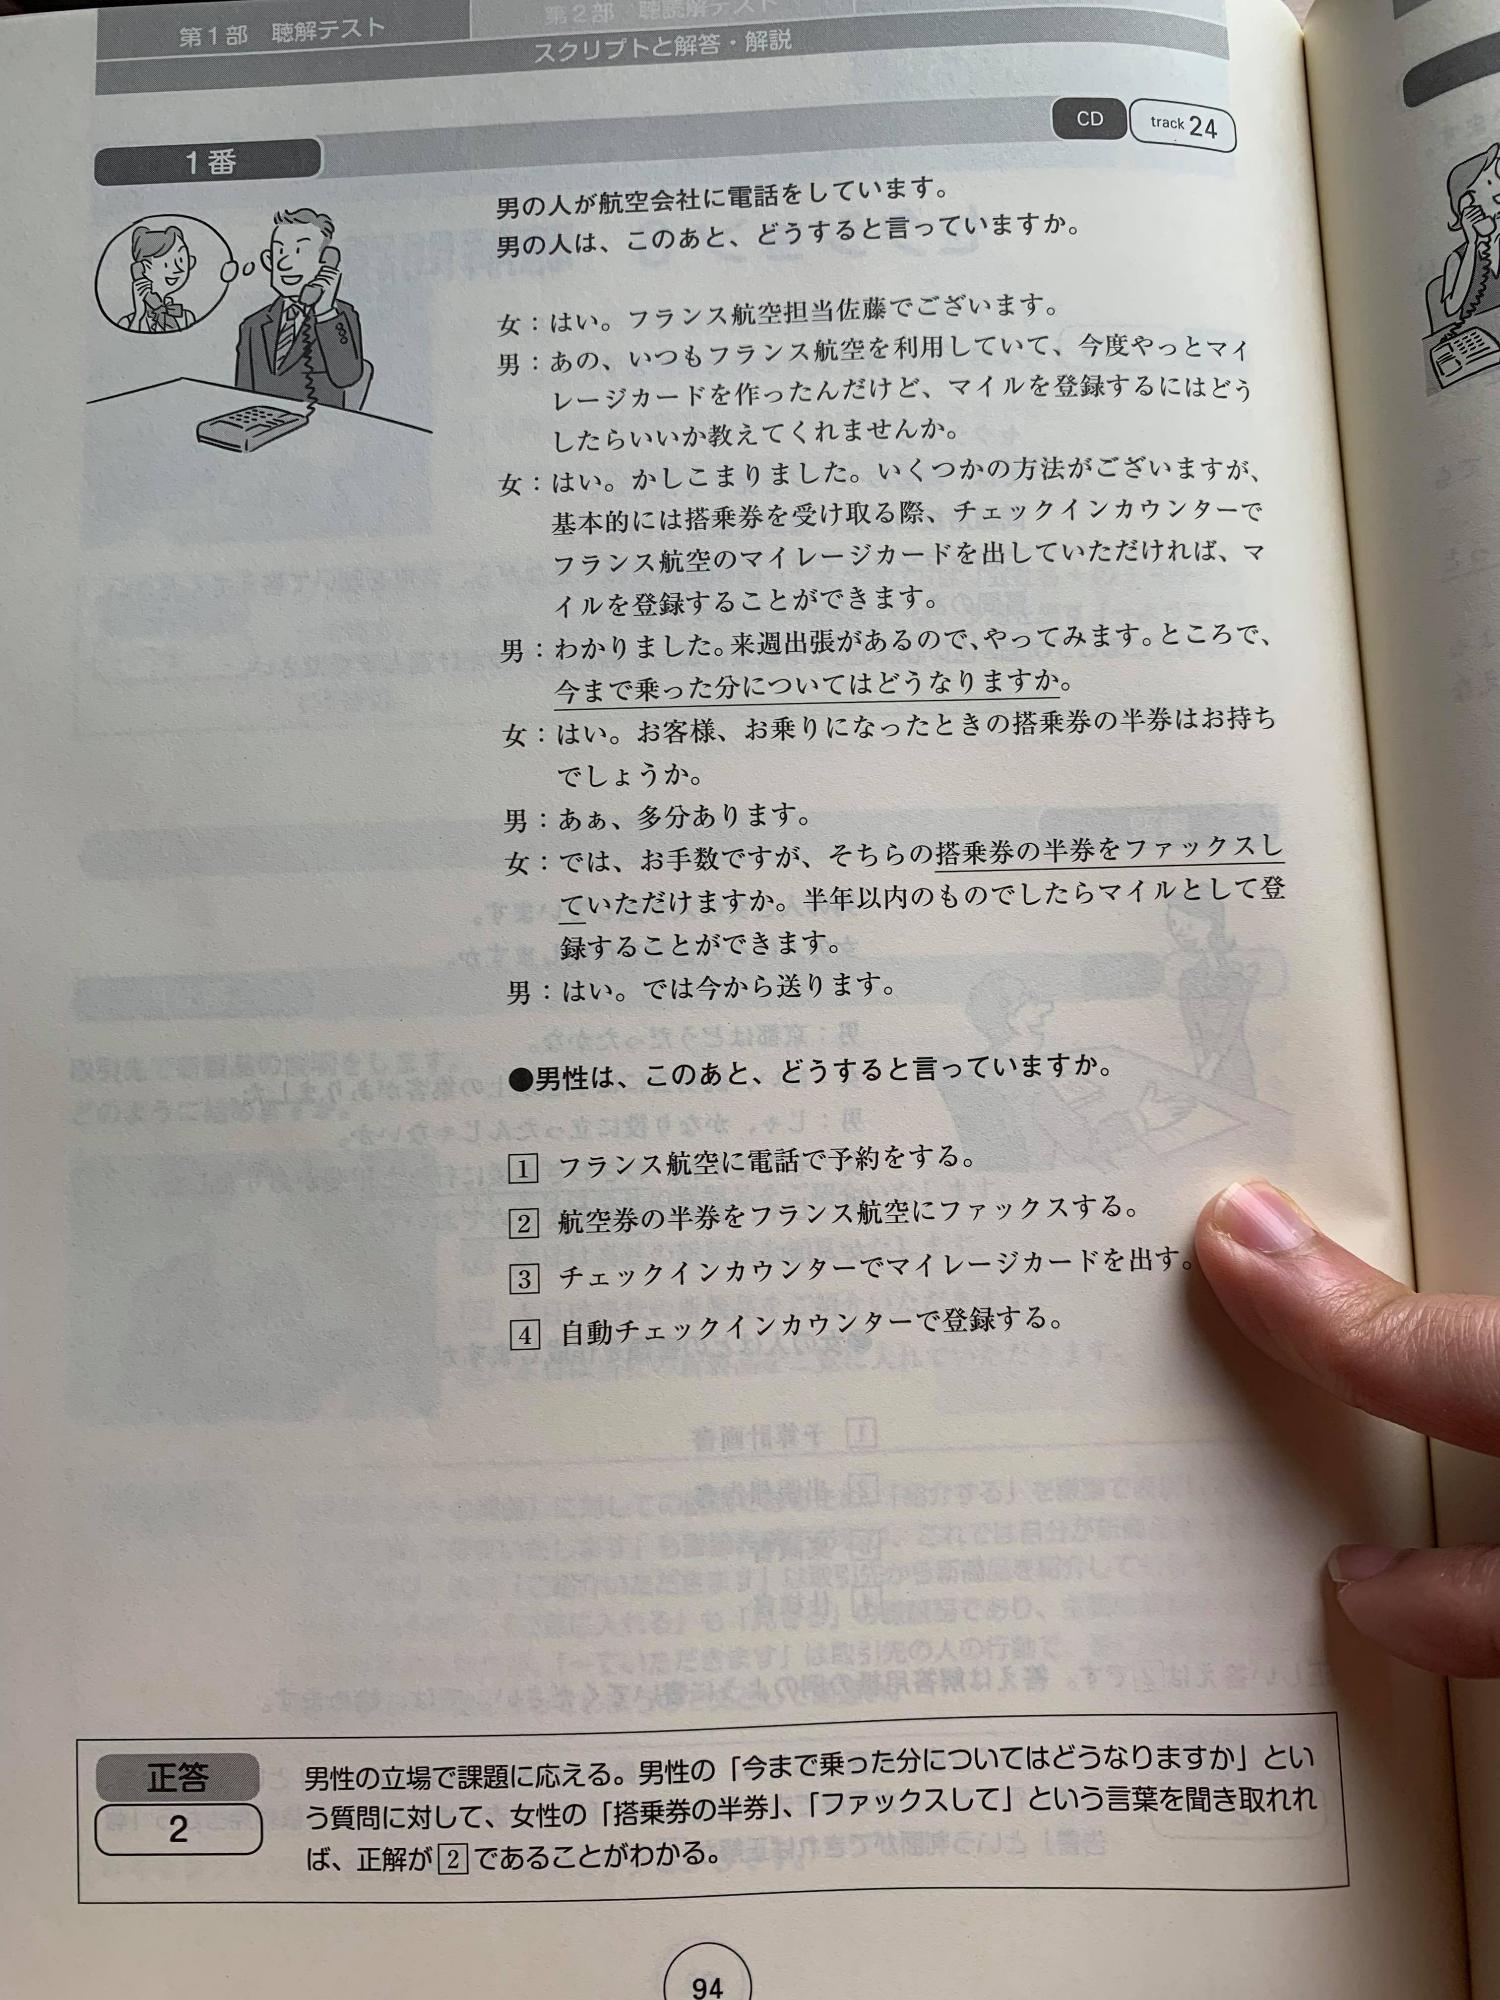 第1部 聴解テスト
第2部 聴読解テスト
スクリプトと解答・解説
1番
CD
track 24
男の人が航空会社に電話をしています。
男の人は、このあと、どうすると言っていますか。
女：はい。フランス航空担当佐藤でございます。
男：あの、いつもフランス航空を利用していて、今度やっとマイ
レージカードを作ったんだけど、マイルを登録するにはどう
したらいいか教えてくれませんか。
女：はい。かしこまりました。いくつかの方法がございますが、
基本的には搭乗券を受け取る際、チェックインカウンターで
フランス航空のマイレージカードを出していただければ、マ
イルを登録することができます。
男：わかりました。来週出張があるので、やってみます。ところで、
今まで乗った分についてはどうなりますか。
女：はい。お客様、お乗りになったときの搭乗券の半券はお持ち
でしょうか。
男：あぁ、多分あります。
女：では、お手数ですが、そちらの搭乗券の半券をファックスし
ていただけますか。半年以内のものでしたらマイルとして登
録することができます。
男：はい。では今から送ります。
●男性は、このあと、どうすると言っていますか。
1 フランス航空に電話で予約をする。
2 航空券の半券をフランス航空にファックスする。
3 チェックインカウンターでマイレージカードを出す。
4 自動チェックインカウンターで登録する。
正答
2
男性の立場で課題に応える。男性の「今まで乗った分についてはどうなりますか」とい
う質問に対して、女性の「搭乗券の半券」、「ファックスして」という言葉を聞き取れれ
ば、正解が2であることがわかる。
94